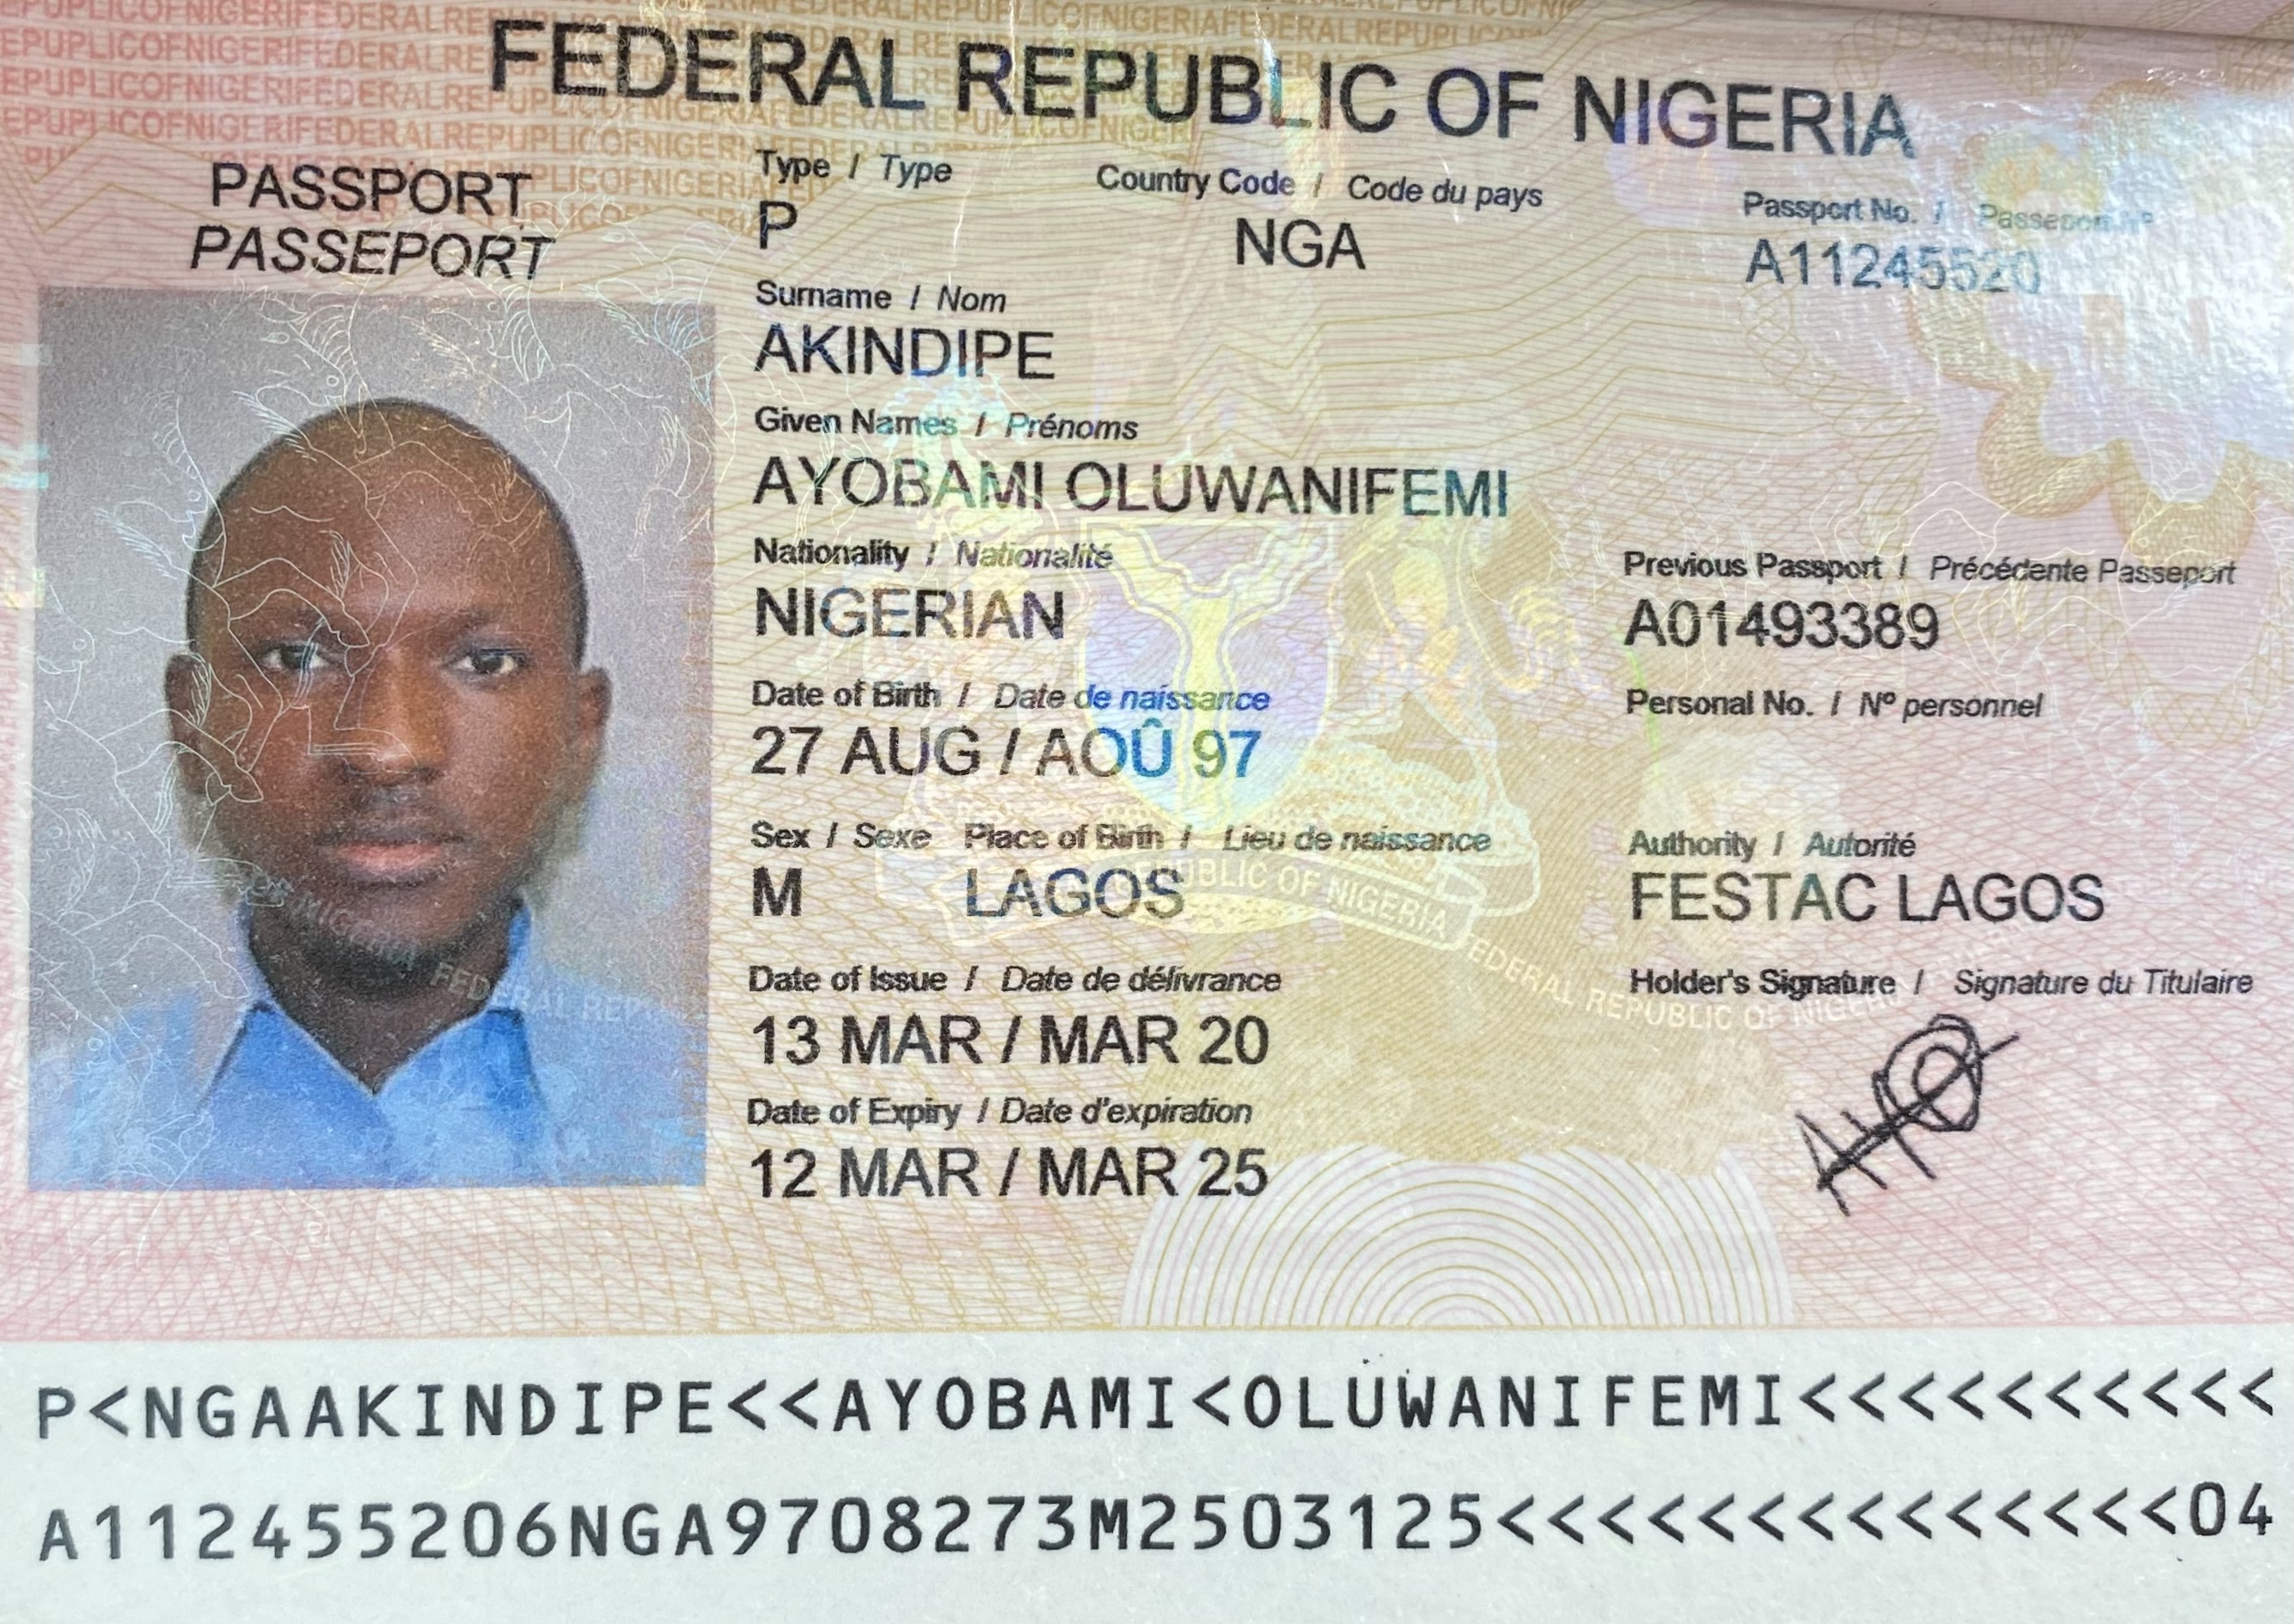 FEDERAL REPUBLIC OF NIGERIA
PASSPORT
PASSEPORT
Type / Type
P
Country Code / Code du pays
NGA
Passport No. / Passeport Nº
A11245520
Surname / Nom
AKINDIPE
Given Names / Prénoms
AYOBAMI OLUWANIFEMI
Nationality / Nationalité
NIGERIAN
Previous Passport / Précédente Passeport
A01493389
Date of Birth / Date de naissance
27 AUG / AOÛ 97
Personal No. / Nº personnel
Sex / Sexe
M
Place of Birth / Lieu de naissance
LAGOS
Authority / Autorité
FESTAC LAGOS
Date of Issue / Date de délivrance
13 MAR / MAR 20
Holder's Signature / Signature du Titulaire
Date of Expiry / Date d'expiration
12 MAR / MAR 25
P<NGAAKINDIPE<<AYOBAMI<OLUWANIFEMI<<<<<<<<<<
A112455206NGA9708273M2503125<<<<<<<<<<<<<<04